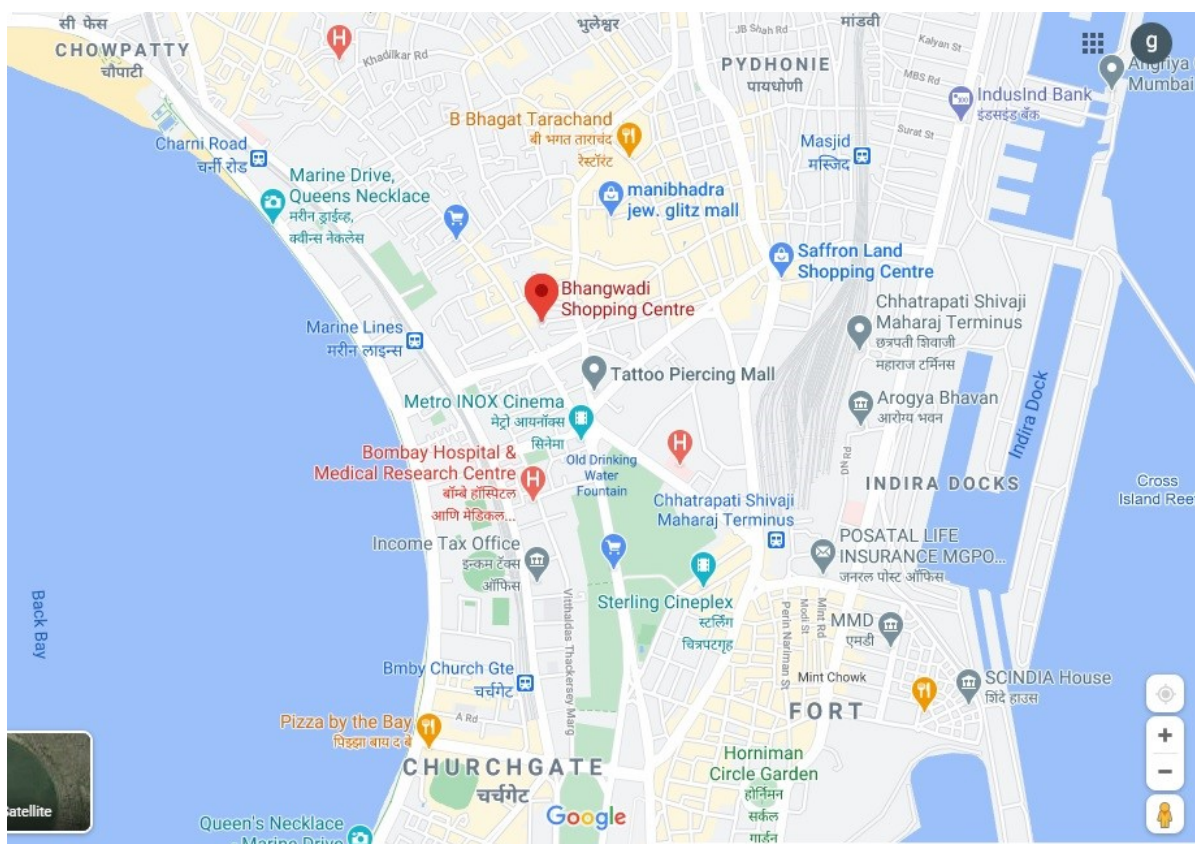 सी फेस
CHOWPATTY
चौपाटी
Khadilkar Rd
भुलेश्वर
मांडवी
JB Shah Rd
Kalyan St
PYDHONIE
पायधोणी
MBS Rd
g
Angriya
Mumbai
IndusInd Bank
इंडसइंड बँक
Surat St
B Bhagat Tarachand
बी भगत ताराचंद
रेस्टॉरंट
Charni Road
चर्नी रोड
Masjid
मस्जिद
Marine Drive,
Queens Necklace
मरीन ड्राईव्ह,
क्वीन्स नेकलेस
manibhadra
jew. glitz mall
Saffron Land
Shopping Centre
Bhangwadi
Shopping Centre
Chhatrapati Shivaji
Maharaj Terminus
छत्रपती शिवाजी
महाराज टर्मिनस
Marine Lines
मरीन लाइन्स
Tattoo Piercing Mall
Metro INOX Cinema
मेट्रो आयनॉक्स
सिनेमा
Arogya Bhavan
आरोग्य भवन
Indira Dock
Bombay Hospital &
Medical Research Centre
बॉम्बे हॉस्पिटल
आणि मेडिकल...
Old Drinking
Water
Fountain
P D'Mello Rd
INDIRA DOCKS
Cross
Island Ree
Chhatrapati Shivaji
Maharaj Terminus
Income Tax Office
इन्कम टॅक्स
ऑफिस
POSATAL LIFE
INSURANCE MGPO...
जनरल पोस्ट ऑफिस
Back Bay
Vitthaldas Thackersey Marg
Sterling Cineplex
स्टर्लिंग
चित्रपटगृह
Perin Nariman St
Modi St
Mint Rd
MMD
एमडी
Bmby Church Gte
चर्चगेट
Mint Chowk
SCINDIA House
शिंदे हाउस
A Rd
Pizza by the Bay
पिझ्झा बाय द बे
FORT
CHURCHGATE
चर्चगेट
Horniman
Circle Garden
होर्निमन
सर्कल
गार्डन
atellite
Google
Queen's Necklace
Marine Drive
+
−